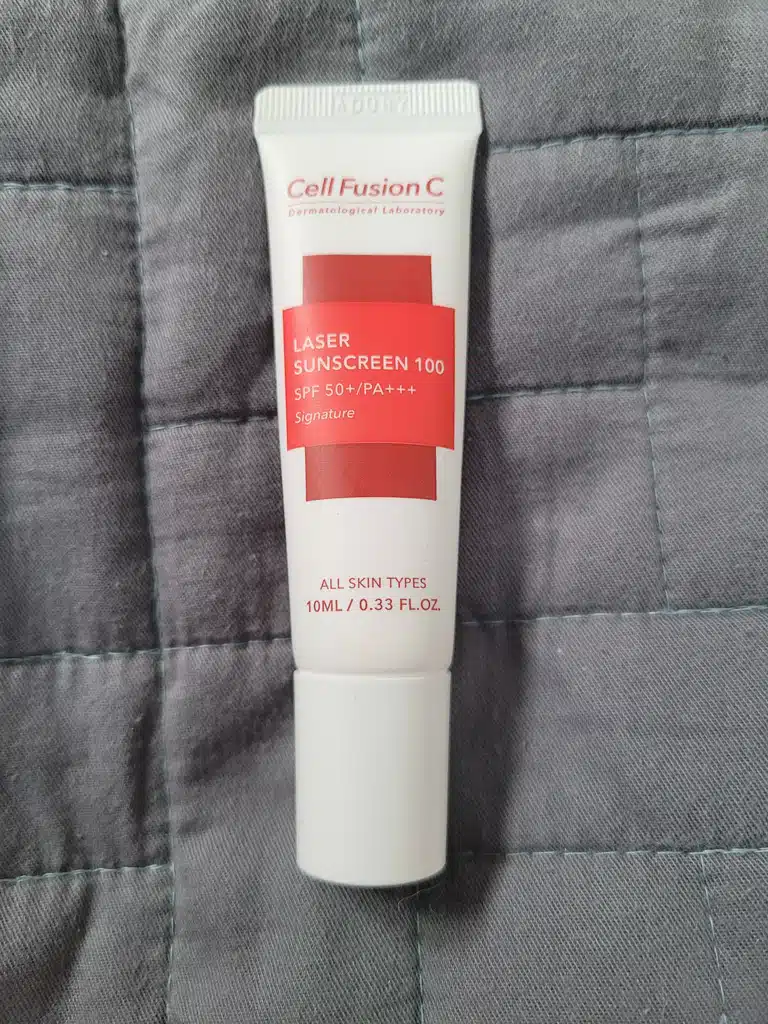 Cell Fusion C
Dermatological Laboratory
LASER
SUNSCREEN 100
SPF 50+/PA+++
Signature
ALL SKIN TYPES
10ML / 0.33 FL.OZ.